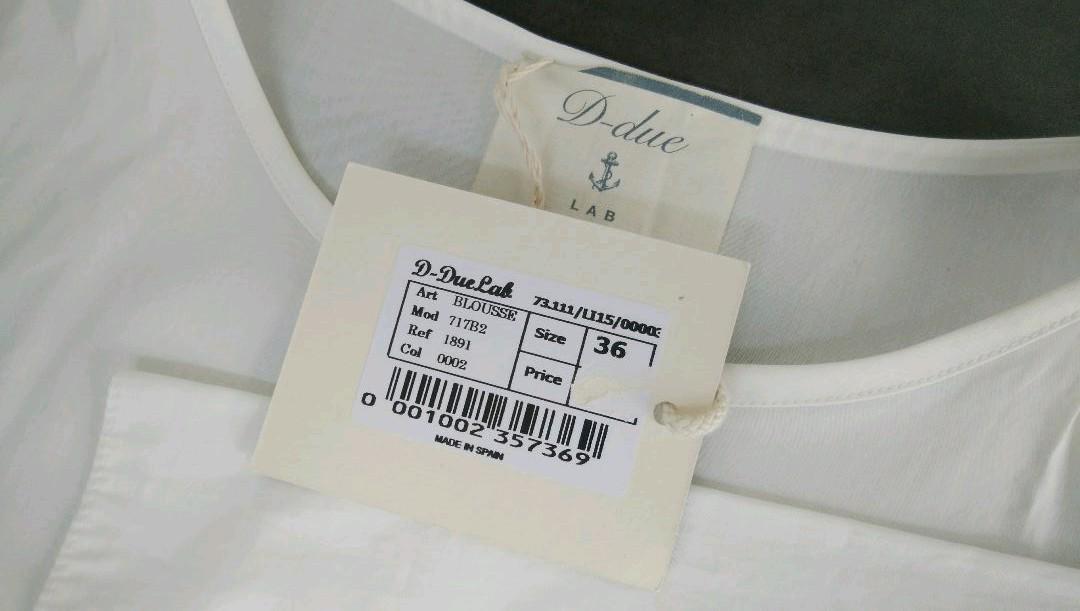 D-due
LAB
D-DueLab 73.111/LI15/00003
Art BLOUSSE
Mod 717B2
Ref 1891
Col 0002
Size 36
Price
0 001002 357369
MADE IN SPAIN